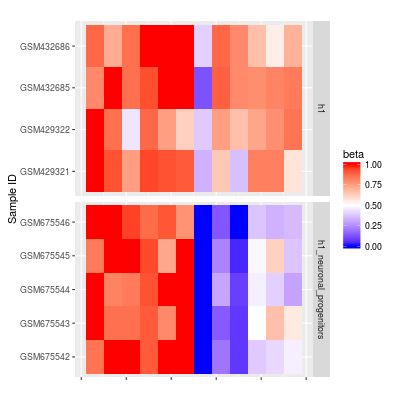 Sample ID
GSM432686
GSM432685
GSM429322
GSM429321
h1
GSM675546
GSM675545
GSM675544
GSM675543
GSM675542
h1_neuronal_progenitors
beta
1.00
0.75
0.50
0.25
0.00